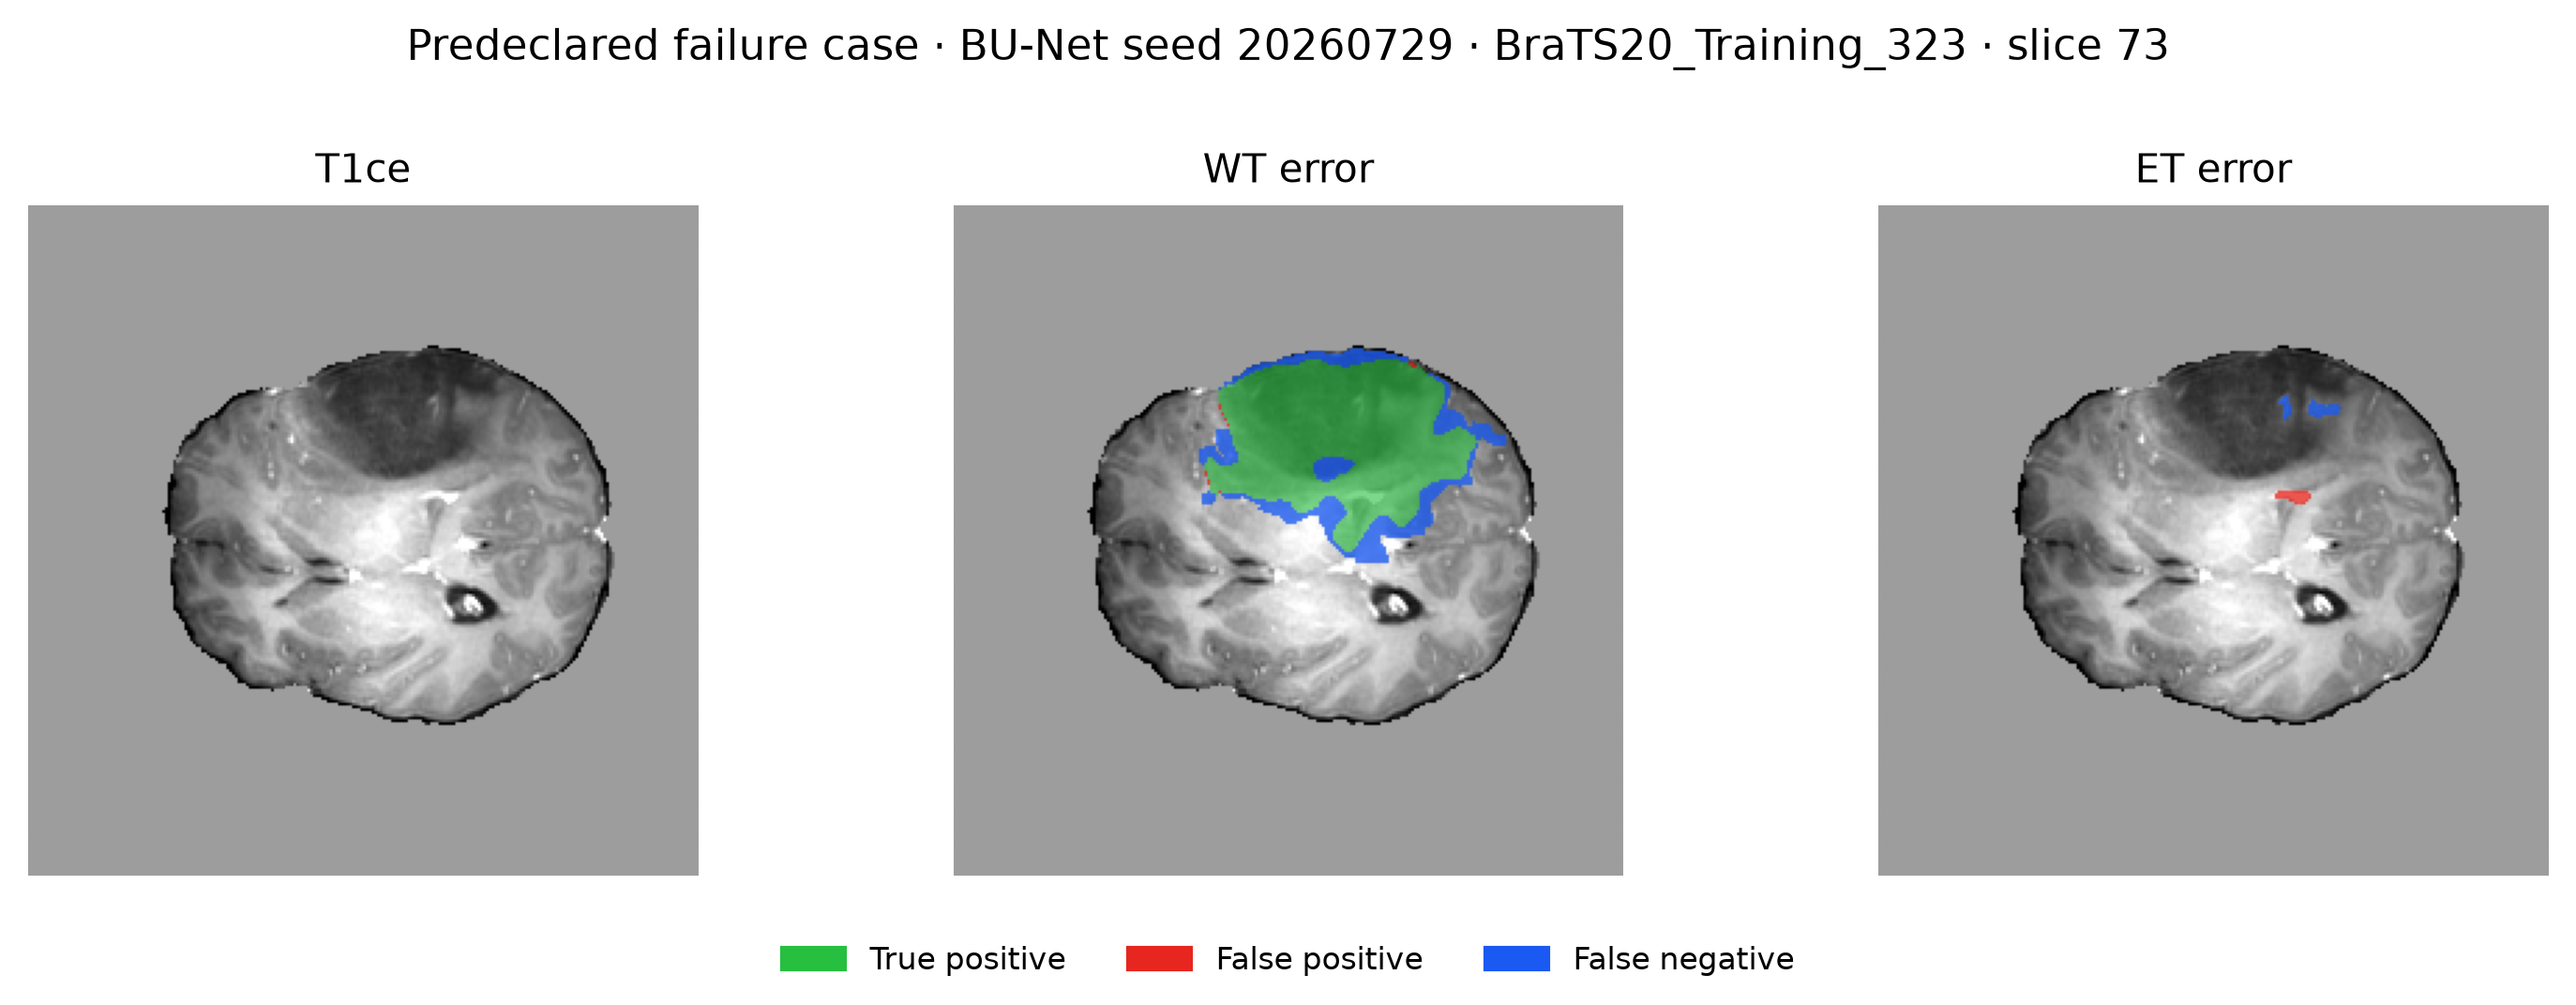 Predeclared failure case · BU-Net seed 20260729 · BraTS20_Training_323 · slice 73
T1ce
WT error
ET error
True positive
False positive
False negative